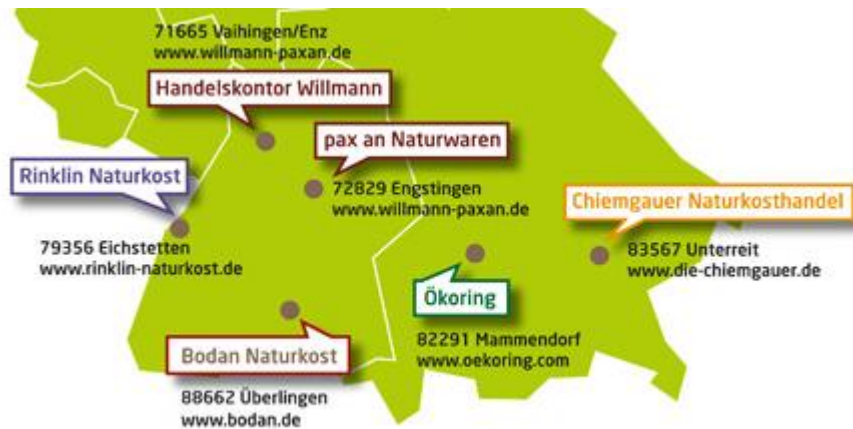 71665 Vaihingen/Enz
www.willmann-paxan.de
Handelskontor Willmann
pax an Naturwaren
72829 Engstingen
www.willmann-paxan.de
Rinklin Naturkost
79356 Eichstetten
www.rinklin-naturkost.de
Chiemgauer Naturkosthandel
83567 Unterreit
www.die-chiemgauer.de
Ökoring
82291 Mammendorf
www.oekoring.com
Bodan Naturkost
88662 Überlingen
www.bodan.de